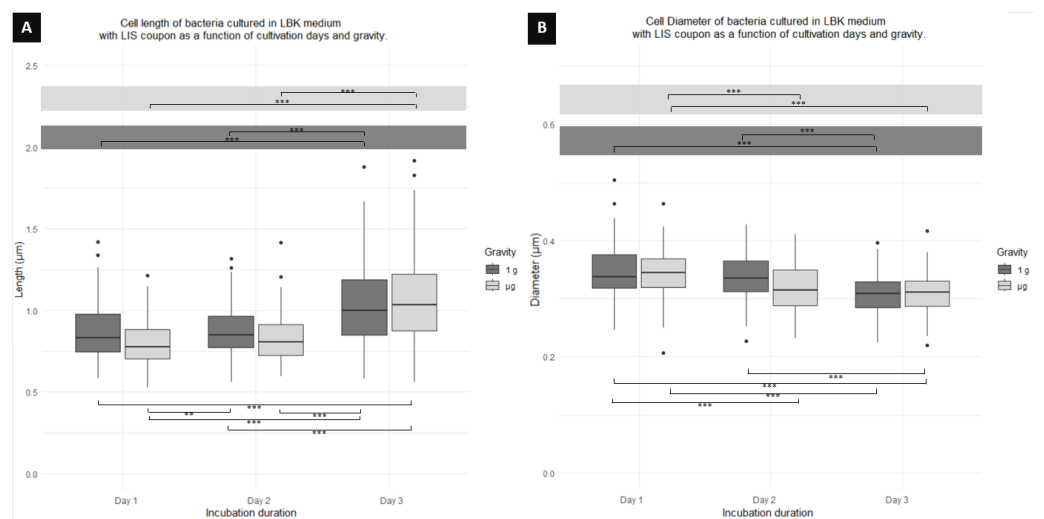 A
Cell length of bacteria cultured in LBK medium
with LIS coupon as a function of cultivation days and gravity.
2.5
2.0
1.5
1.0
0.5
0.0
Length (µm)
***
***
***
***
***
** ***
***
***
Day 1 Day 2 Day 3
Incubation duration
Gravity
1 g
µg
B
Cell Diameter of bacteria cultured in LBK medium
with LIS coupon as a function of cultivation days and gravity.
0.6
0.4
0.2
0.0
Diameter (µm)
***
***
***
***
***
***
***
***
Day 1 Day 2 Day 3
Incubation duration
Gravity
1 g
µg